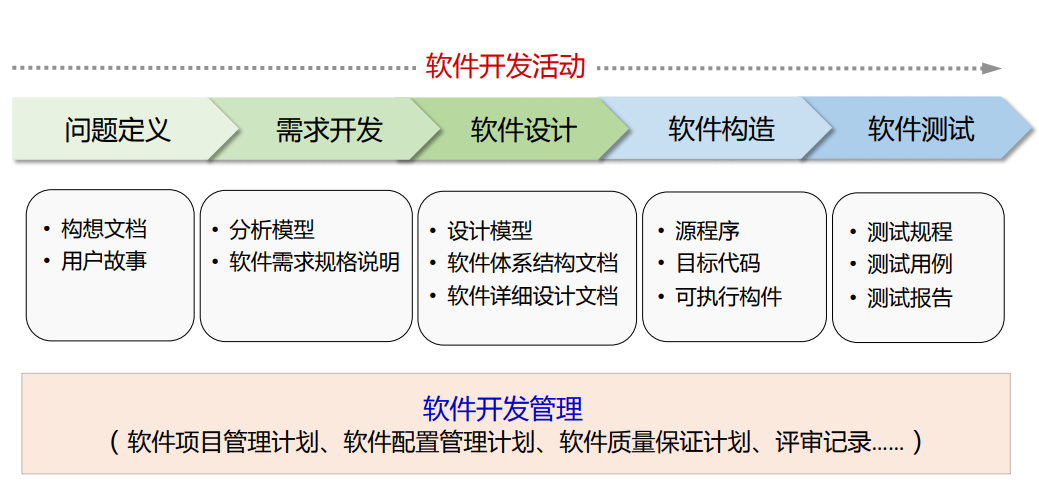 软件开发活动
问题定义
需求开发
软件设计
软件构造
软件测试
• 构想文档
• 用户故事
• 分析模型
• 软件需求规格说明
• 设计模型
• 软件体系结构文档
• 软件详细设计文档
• 源程序
• 目标代码
• 可执行构件
• 测试规程
• 测试用例
• 测试报告
软件开发管理
（软件项目管理计划、软件配置管理计划、软件质量保证计划、评审记录……）